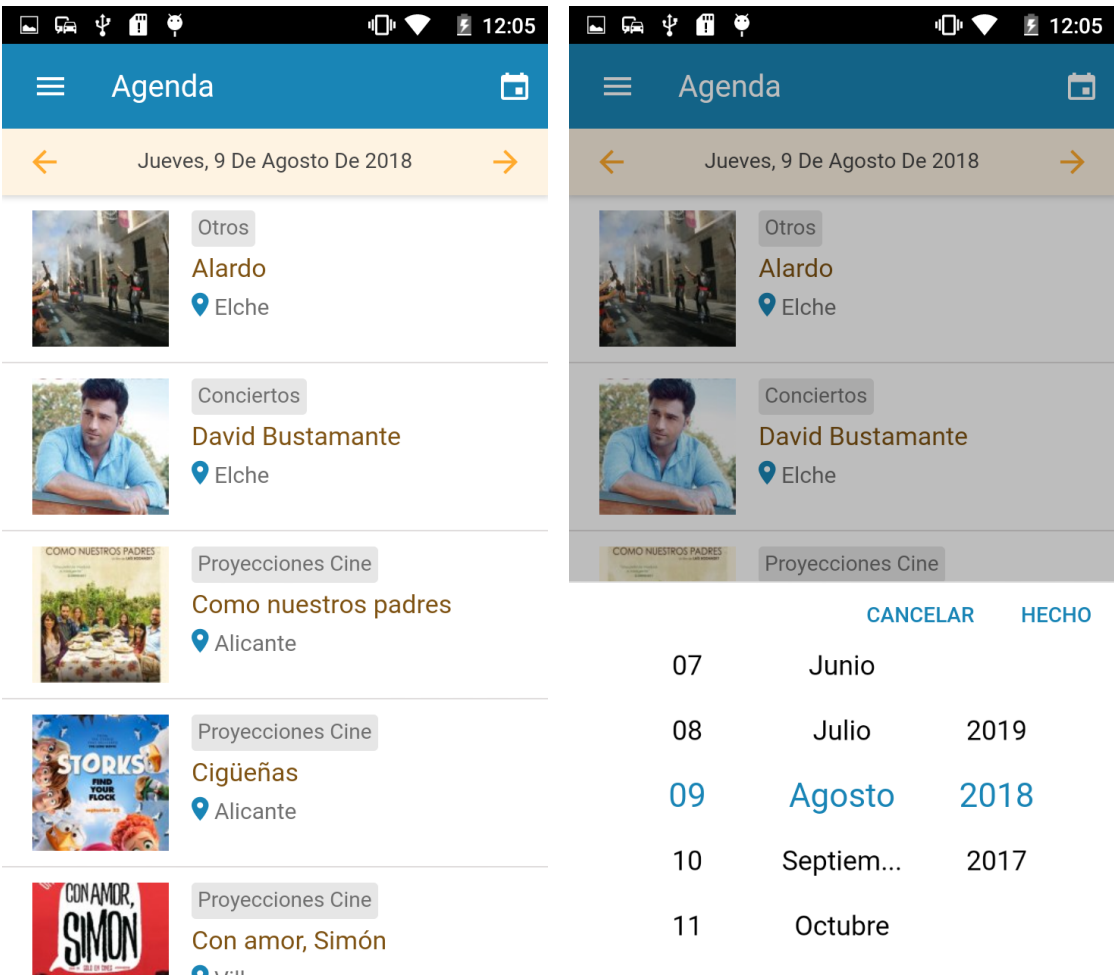 12:05
Agenda
Jueves, 9 De Agosto De 2018
Otros
Alardo
Elche
Conciertos
David Bustamante
Elche
COMO NUESTROS PADRES
Proyecciones Cine
Como nuestros padres
Alicante
STORKS
FIND
YOUR
FLOCK
Proyecciones Cine
Cigüeñas
Alicante
CON AMOR,
SIMON
Proyecciones Cine
Con amor, Simón
12:05
Agenda
Jueves, 9 De Agosto De 2018
Otros
Alardo
Elche
Conciertos
David Bustamante
Elche
COMO NUESTROS PADRES
Proyecciones Cine
CANCELAR HECHO
07 Junio
08 Julio 2019
09 Agosto 2018
10 Septiem... 2017
11 Octubre